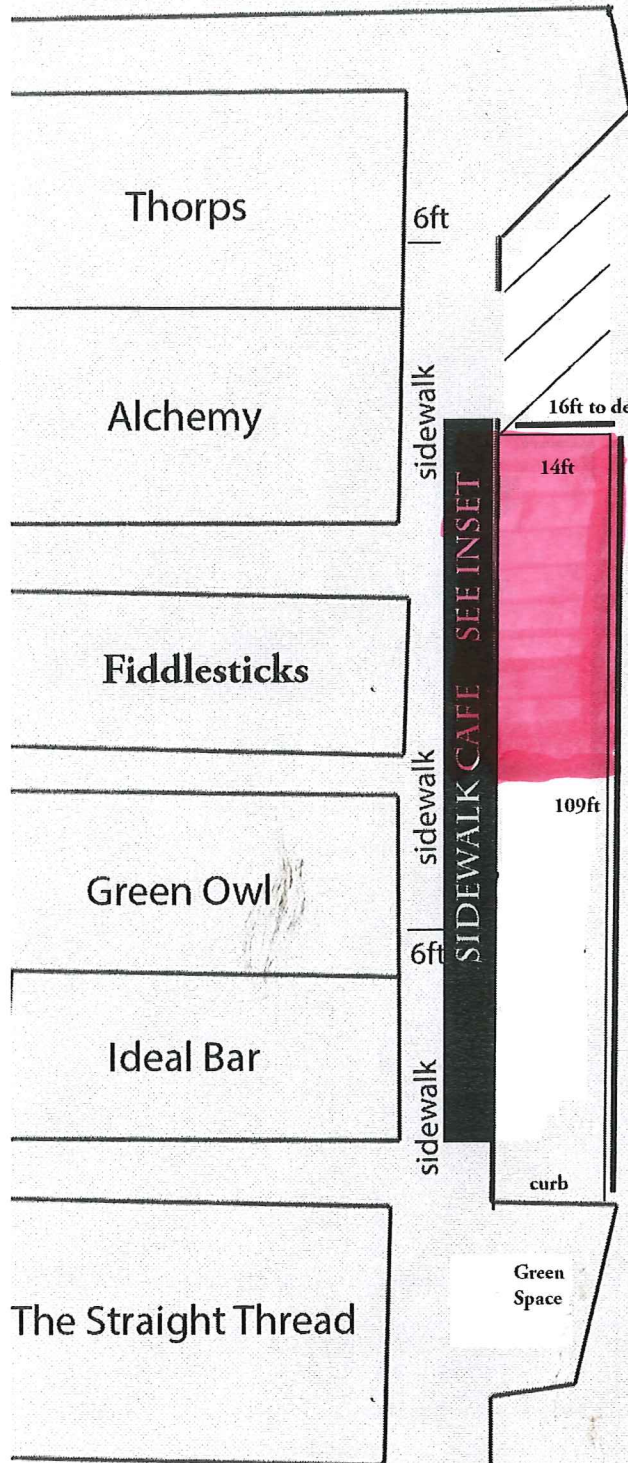 Thorps
6ft
Alchemy
sidewalk
16ft to de
14ft
SIDEWALK CAFE SEE INSET
Fiddlesticks
sidewalk
109ft
Green Owl
6ft
Ideal Bar
sidewalk
curb
Green
Space
The Straight Thread